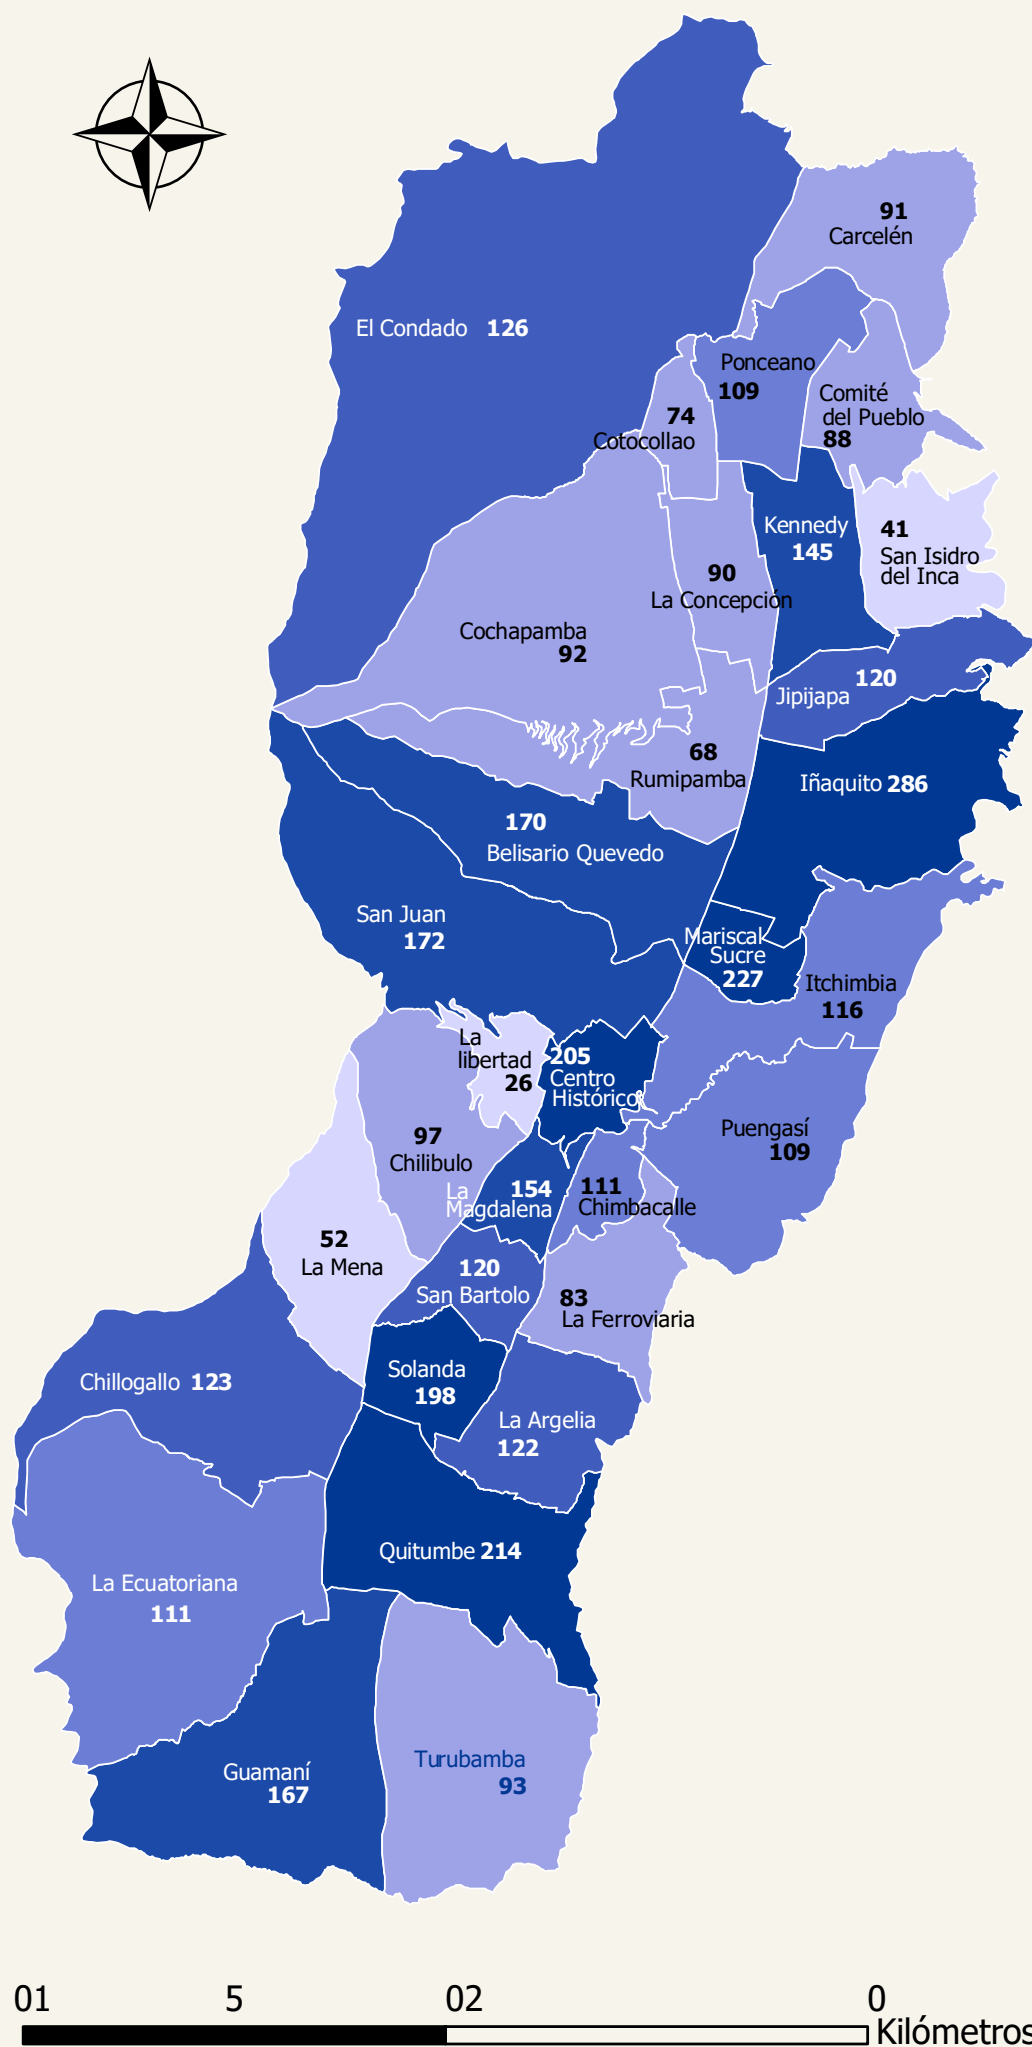 91
Carcelén
El Condado 126
Ponceano
109
Comité
del Pueblo
88
74
Cotocollao
Kennedy
145
41
San Isidro
del Inca
90
La Concepción
Cochapamba
92
120
Jipijapa
68
Rumipamba
Iñaquito 286
170
Belisario Quevedo
San Juan
172
Mariscal
Sucre
227
Itchimbia
116
La
libertad
26
205
Centro
Histórico
Puengasí
109
97
Chilibulo
La
Magdalena
154
111
Chimbacalle
52
La Mena
120
San Bartolo
83
La Ferroviaria
Chillogallo 123
Solanda
198
La Argelia
122
Quitumbe 214
La Ecuatoriana
111
Guamaní
167
Turubamba
93
01 5 02 0
Kilómetros